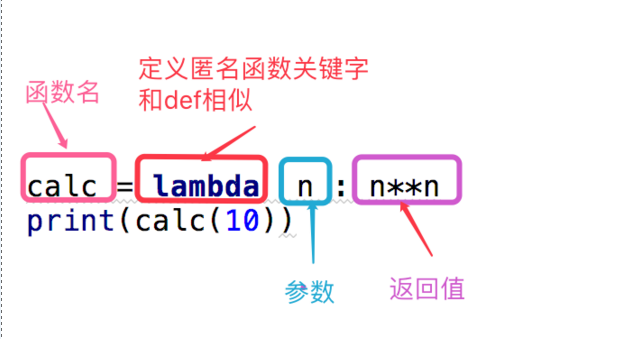 定义匿名函数关键字
和def相似
函数名
calc = lambda n : n**n
print(calc(10))
参数
返回值